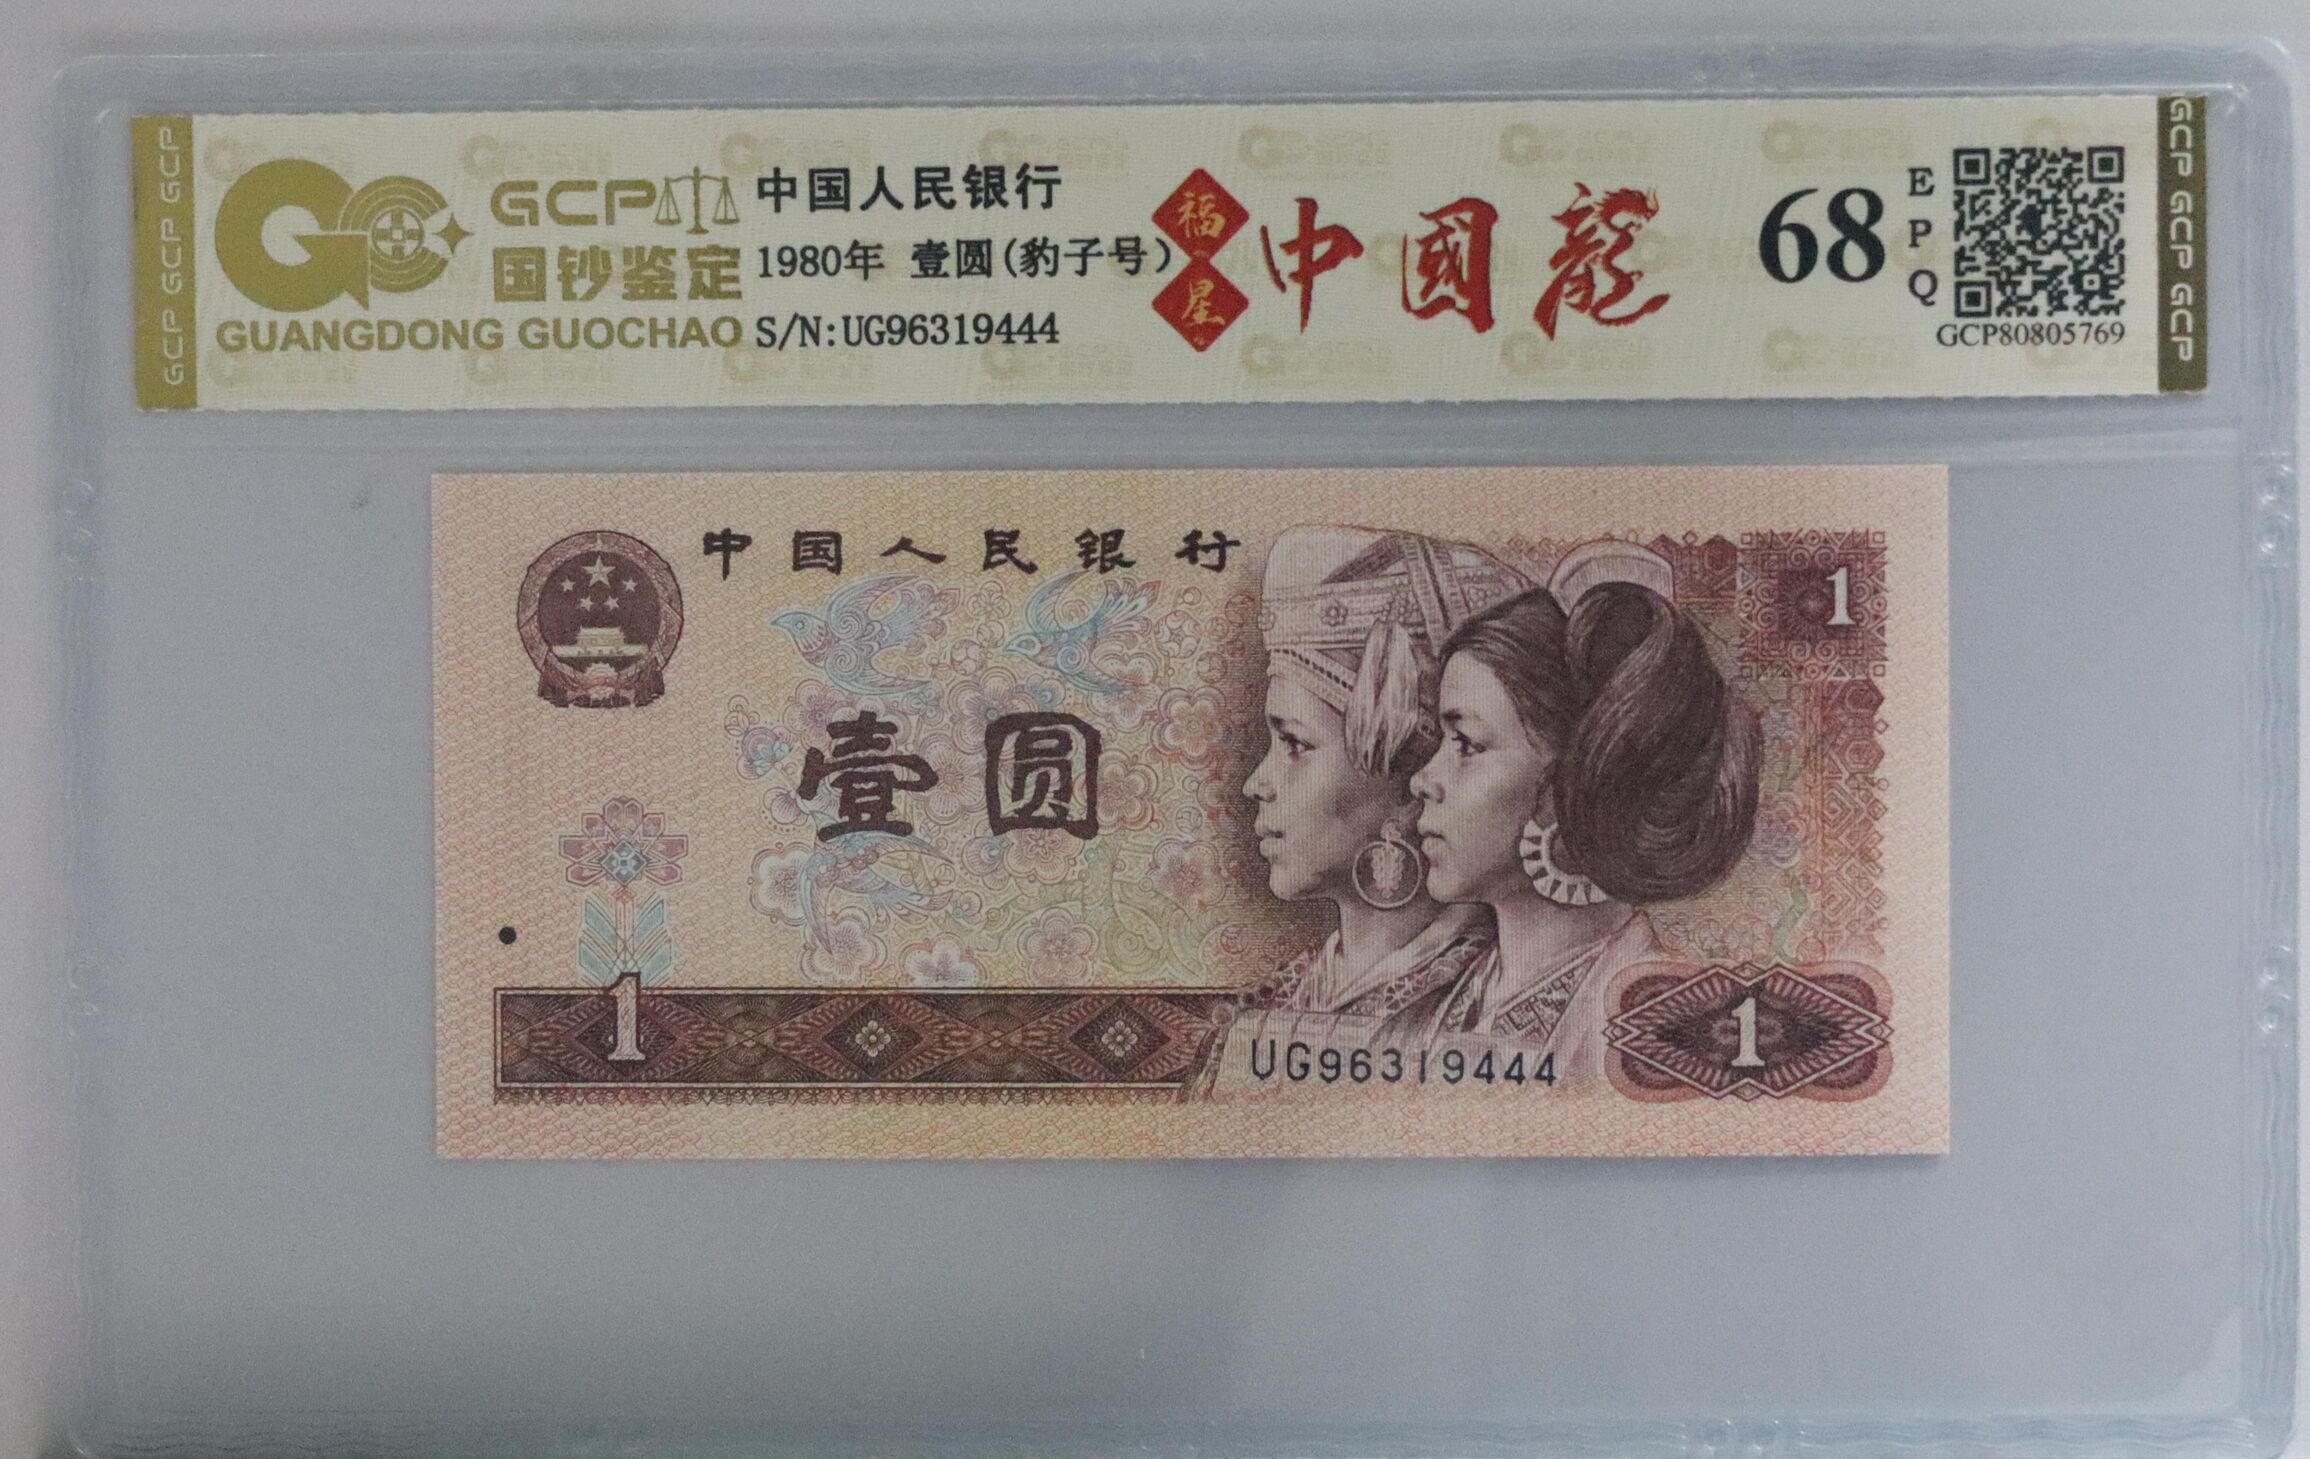 GCP GCP GCP
GCP
国钞鉴定
GUANGDONG GUOCHAO
中国人民银行
1980年 壹圆(豹子号)
S/N:UG96319444
福
星
中國龍
68
EPQ
GCP80805769
GCP GCP GCP
中国人民银行
1
壹圆
1
UG96319444
1